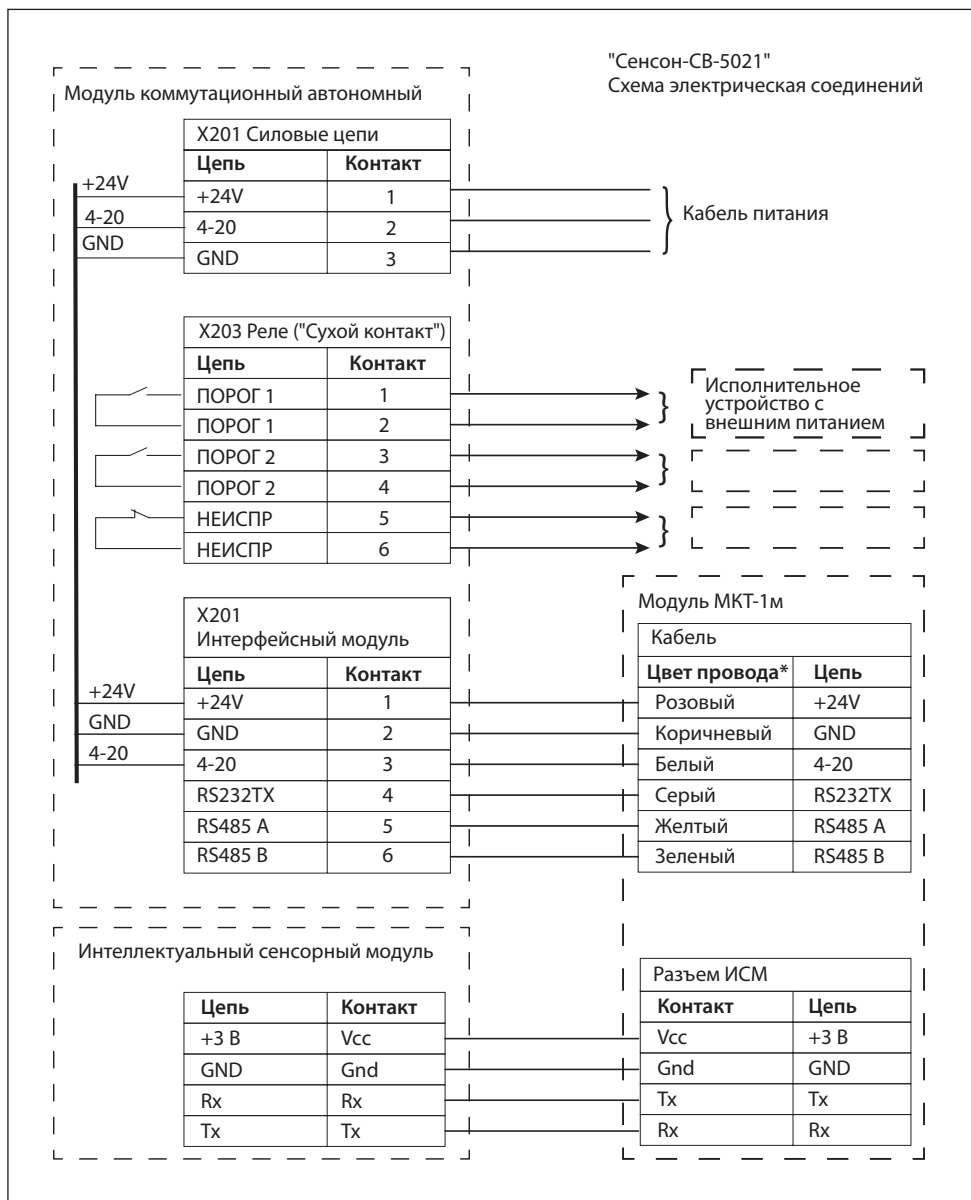 "Сенсон-СВ-5021"
Схема электрическая соединений
Модуль коммутационный автономный
X201 Силовые цепи
Цепь Контакт
+24V +24V 1
4-20 4-20 2
GND GND 3
Кабель питания
X203 Реле ("Сухой контакт")
Цепь Контакт
ПОРОГ 1 1
ПОРОГ 1 2
ПОРОГ 2 3
ПОРОГ 2 4
НЕИСПР 5
НЕИСПР 6
Исполнительное
устройство с
внешним питанием
X201
Интерфейсный модуль
Цепь Контакт
+24V +24V 1
GND GND 2
4-20 4-20 3
RS232TX 4
RS485 A 5
RS485 B 6
Модуль МКТ-1м
Кабель
Цвет провода* Цепь
Розовый +24V
Коричневый GND
Белый 4-20
Серый RS232TX
Желтый RS485 A
Зеленый RS485 B
Интеллектуальный сенсорный модуль
Цепь Контакт
+3 В Vcc
GND Gnd
Rx Rx
Tx Tx
Разъем ИСМ
Контакт Цепь
Vcc +3 В
Gnd GND
Tx Tx
Rx Rx